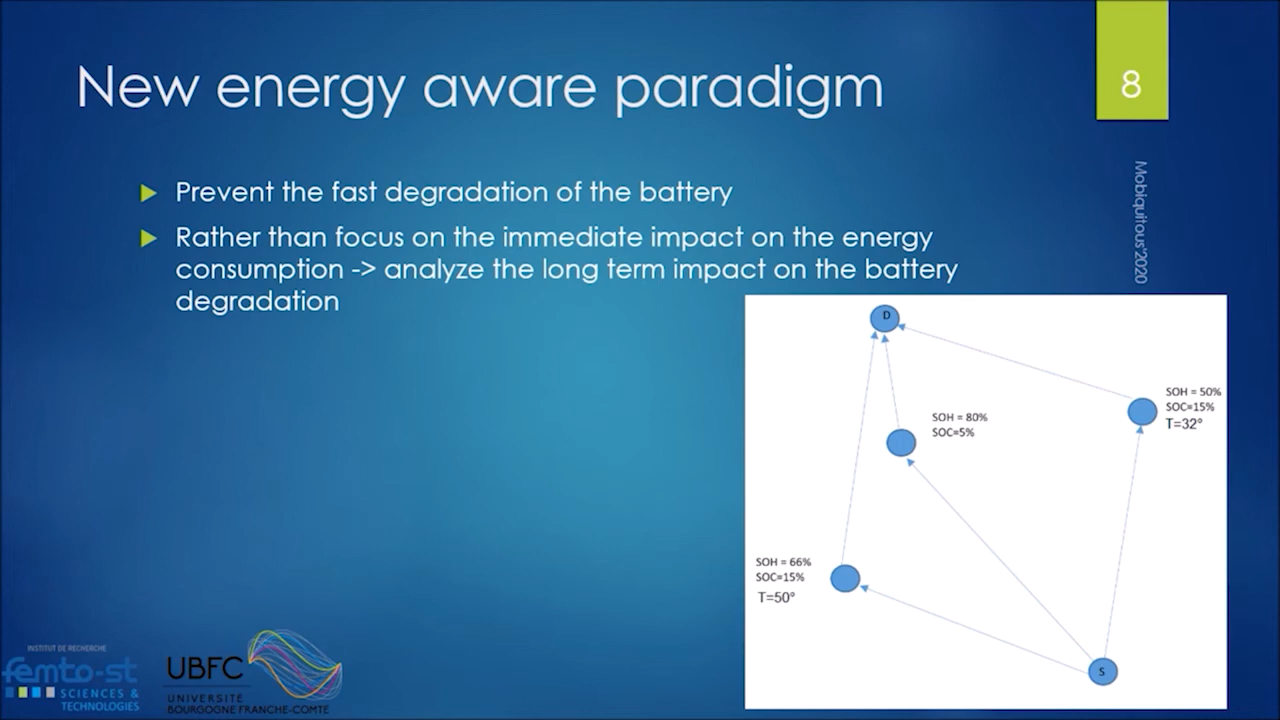 New energy aware paradigm
8
Mobiquitous'2020
Prevent the fast degradation of the battery
Rather than focus on the immediate impact on the energy
consumption -> analyze the long term impact on the battery
degradation
D
SOH = 50%
SOC=15%
T=32°
SOH = 80%
SOC=5%
SOH = 66%
SOC=15%
T=50°
S
INSTITUT DE RECHERCHE
femto-st
SCIENCES &
TECHNOLOGIES
UBFC
UNIVERSITÉ
BOURGOGNE FRANCHE-COMTÉ